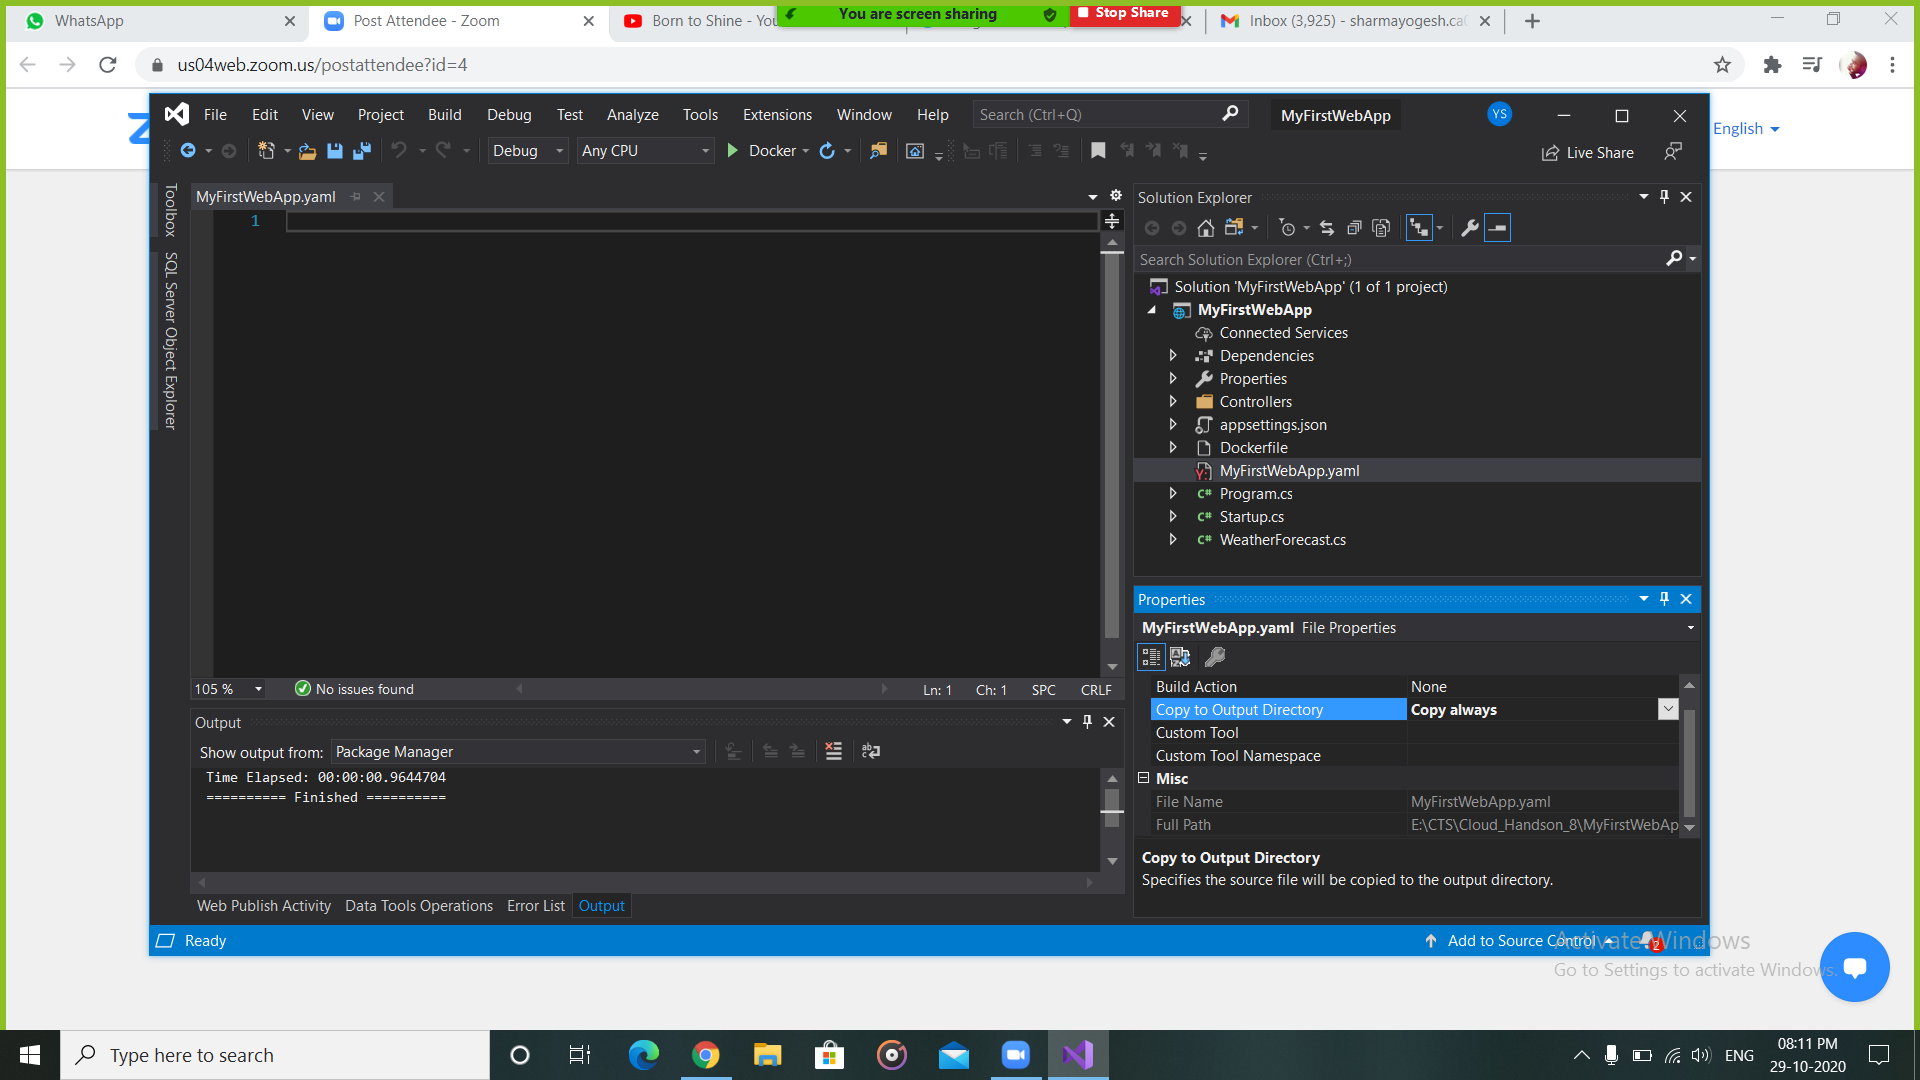 WhatsApp
Post Attendee - Zoom
Born to Shine - You
You are screen sharing
Stop Share
Inbox (3,925) - sharmayogesh.ca
us04web.zoom.us/postattendee?id=4
English
File Edit View Project Build Debug Test Analyze Tools Extensions Window Help
Search (Ctrl+Q)
MyFirstWebApp
YS
Debug
Any CPU
Docker
Live Share
Toolbox
SQL Server Object Explorer
MyFirstWebApp.yaml
1
105 %
No issues found
Ln: 1 Ch: 1 SPC CRLF
Output
Show output from: Package Manager
Time Elapsed: 00:00:00.9644704
========== Finished ==========
Web Publish Activity Data Tools Operations Error List Output
Solution Explorer
Search Solution Explorer (Ctrl+;)
Solution 'MyFirstWebApp' (1 of 1 project)
MyFirstWebApp
Connected Services
Dependencies
Properties
Controllers
appsettings.json
Dockerfile
MyFirstWebApp.yaml
C# Program.cs
C# Startup.cs
C# WeatherForecast.cs
Properties
MyFirstWebApp.yaml File Properties
Build Action None
Copy to Output Directory Copy always
Custom Tool
Custom Tool Namespace
Misc
File Name MyFirstWebApp.yaml
Full Path E:\CTS\Cloud_Handson_8\MyFirstWebAp
Copy to Output Directory
Specifies the source file will be copied to the output directory.
Ready
Add to Source Control
2
Activate Windows
Go to Settings to activate Windows.
Type here to search
ENG
08:11 PM
29-10-2020